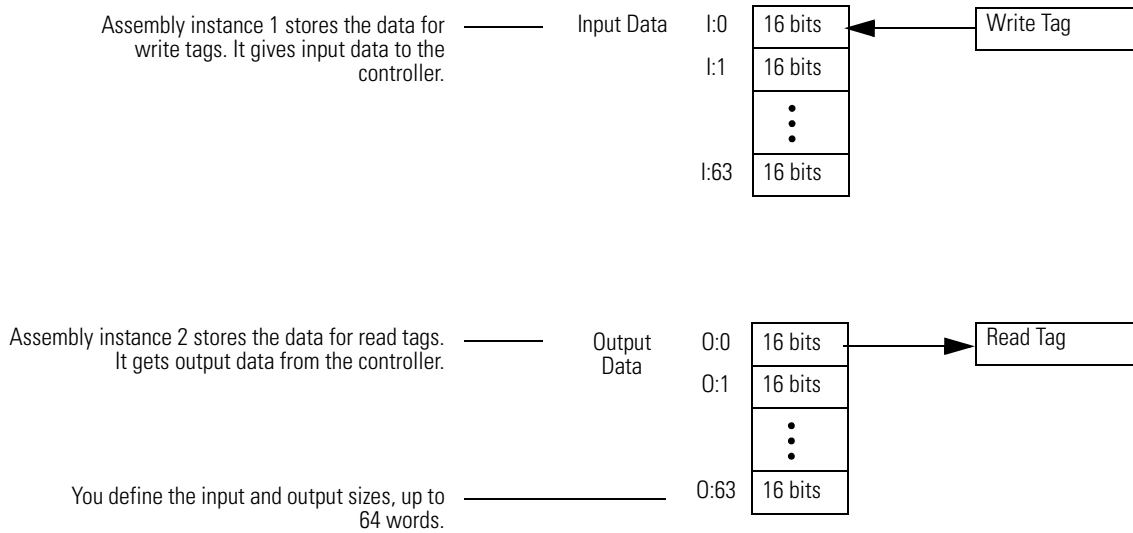 Assembly instance 1 stores the data for
write tags. It gives input data to the
controller.
Input Data
I:0
16 bits
Write Tag
I:1
16 bits
I:63
16 bits
Assembly instance 2 stores the data for read tags.
It gets output data from the controller.
Output
Data
O:0
16 bits
Read Tag
O:1
16 bits
You define the input and output sizes, up to
64 words.
O:63
16 bits